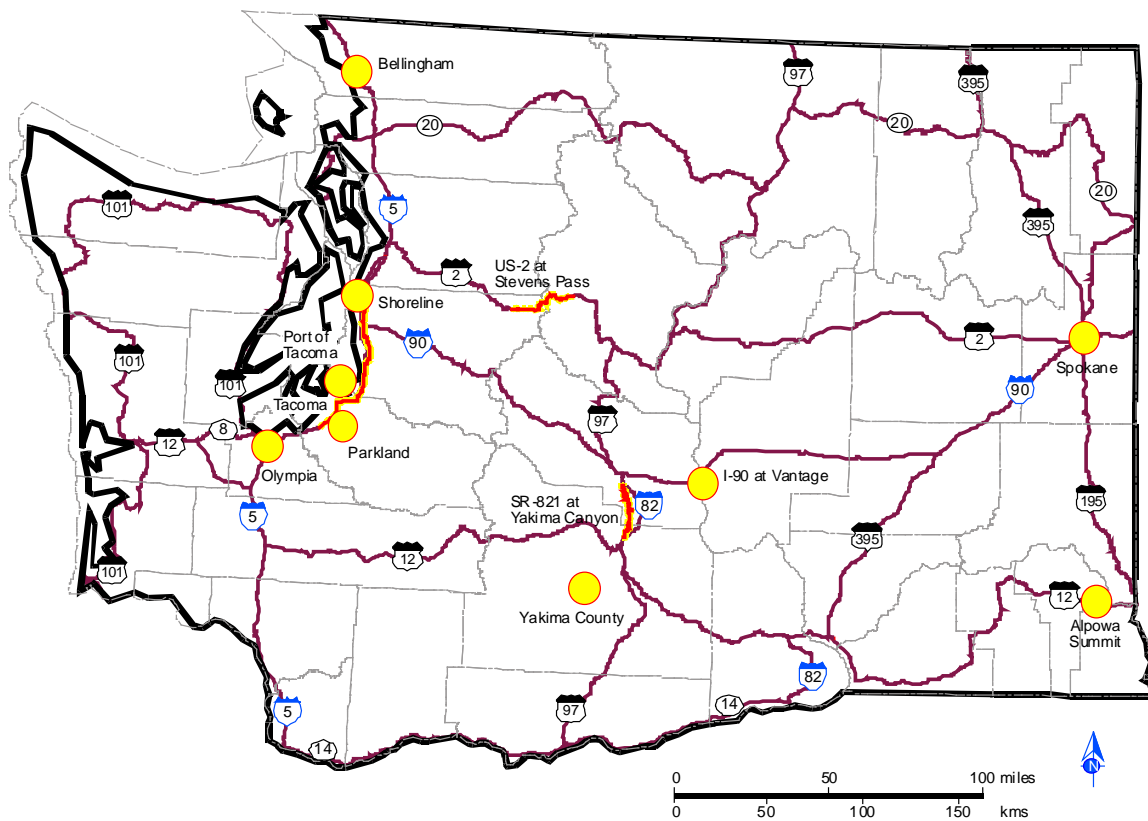 Bellingham
97
395
20
20
20
101
5
395
2
US-2 at
Stevens Pass
Shoreline
90
2
Port of
Tacoma
101
101
Spokane
90
Tacoma
97
8
12
Parkland
Olympia
I-90 at Vantage
SR-821 at
Yakima Canyon
82
195
5
395
12
101
12
Yakima County
Alpowa
Summit
82
5
97
14
14
N
0
50
100 miles
0
50
100
150
kms